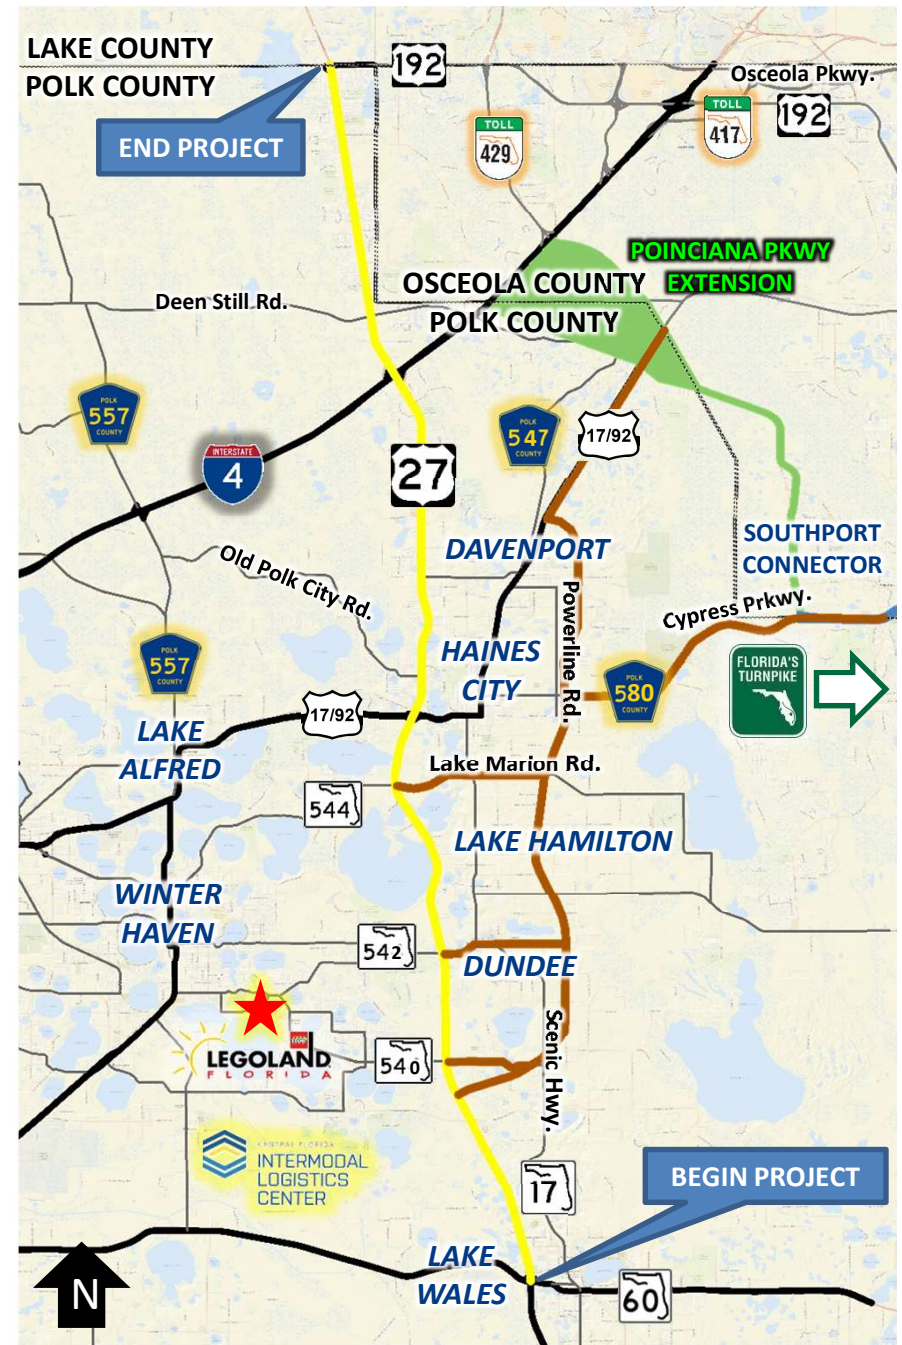 LAKE COUNTY
POLK COUNTY
192
Osceola Pkwy.
END PROJECT
TOLL
429
TOLL
417
192
POINCIANA PKWY
EXTENSION
OSCEOLA COUNTY
POLK COUNTY
Deen Still Rd.
POLK
557
COUNTY
POLK
547
COUNTY
17/92
INTERSTATE
4
27
DAVENPORT
SOUTHPORT
CONNECTOR
Old Polk City Rd.
Powerline Rd.
Cypress Prkwy.
HAINES
CITY
POLK
557
COUNTY
POLK
580
COUNTY
FLORIDA'S
TURNPIKE
17/92
LAKE
ALFRED
Lake Marion Rd.
544
LAKE HAMILTON
WINTER
HAVEN
542
DUNDEE
LEGO
LEGOLAND
FLORIDA
540
Scenic Hwy.
CENTRAL FLORIDA
INTERMODAL
LOGISTICS
CENTER
17
BEGIN PROJECT
LAKE
WALES
60
N